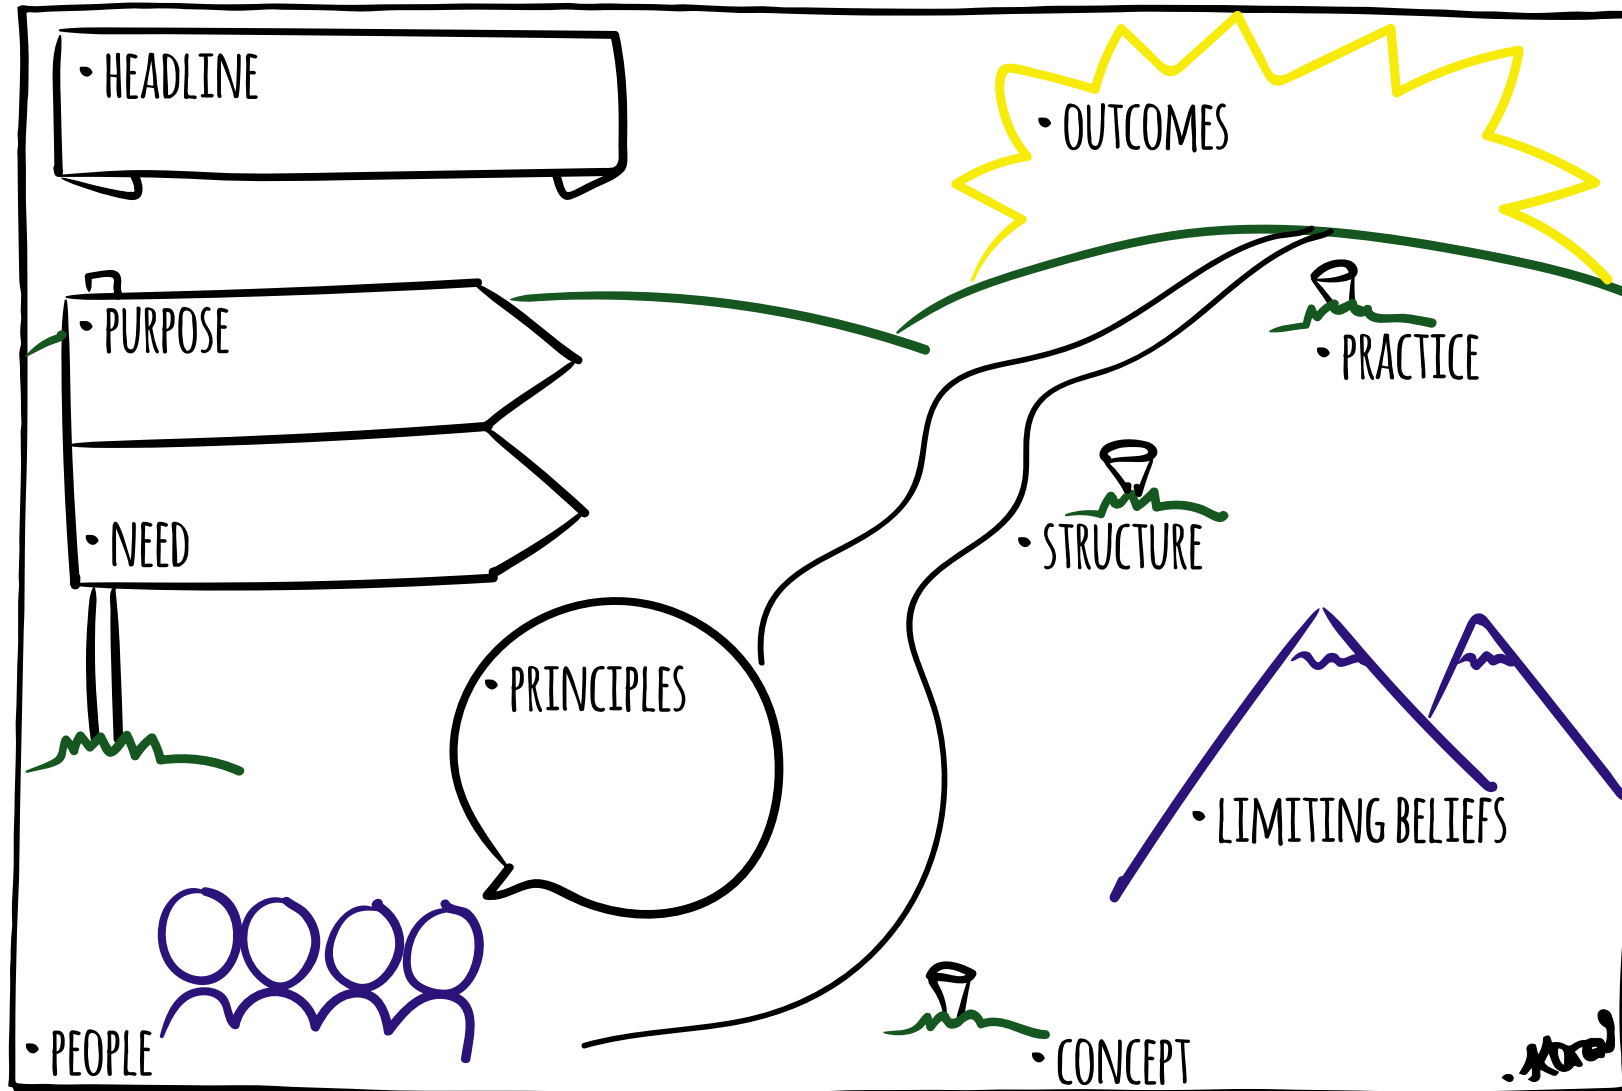 • HEADLINE
• OUTCOMES
• PURPOSE
• PRACTICE
• NEED
• STRUCTURE
• PRINCIPLES
• LIMITING BELIEFS
• PEOPLE
• CONCEPT